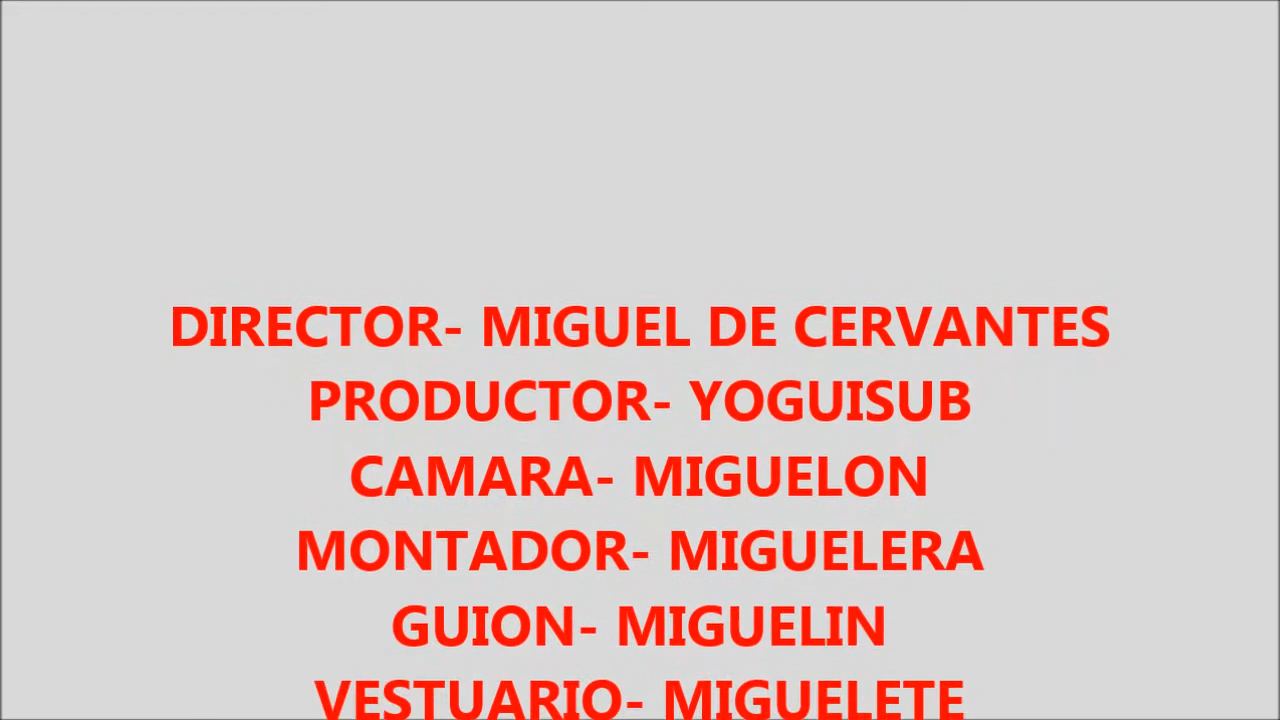 DIRECTOR- MIGUEL DE CERVANTES
PRODUCTOR- YOGUISUB
CAMARA- MIGUELON
MONTADOR- MIGUELERA
GUION- MIGUELIN
VESTUARIO- MIGUELETE